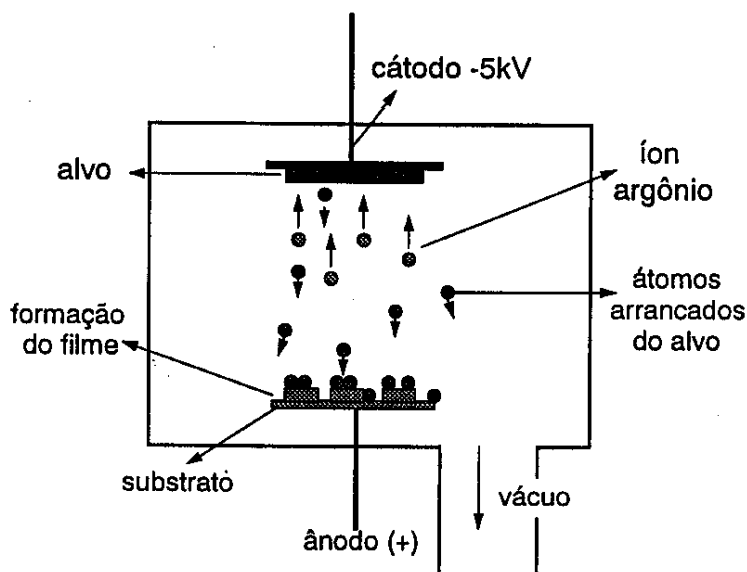 cátodo -5kV
alvo
íon
argônio
átomos
arrancados
do alvo
formação
do filme
substrato
vácuo
ânodo (+)